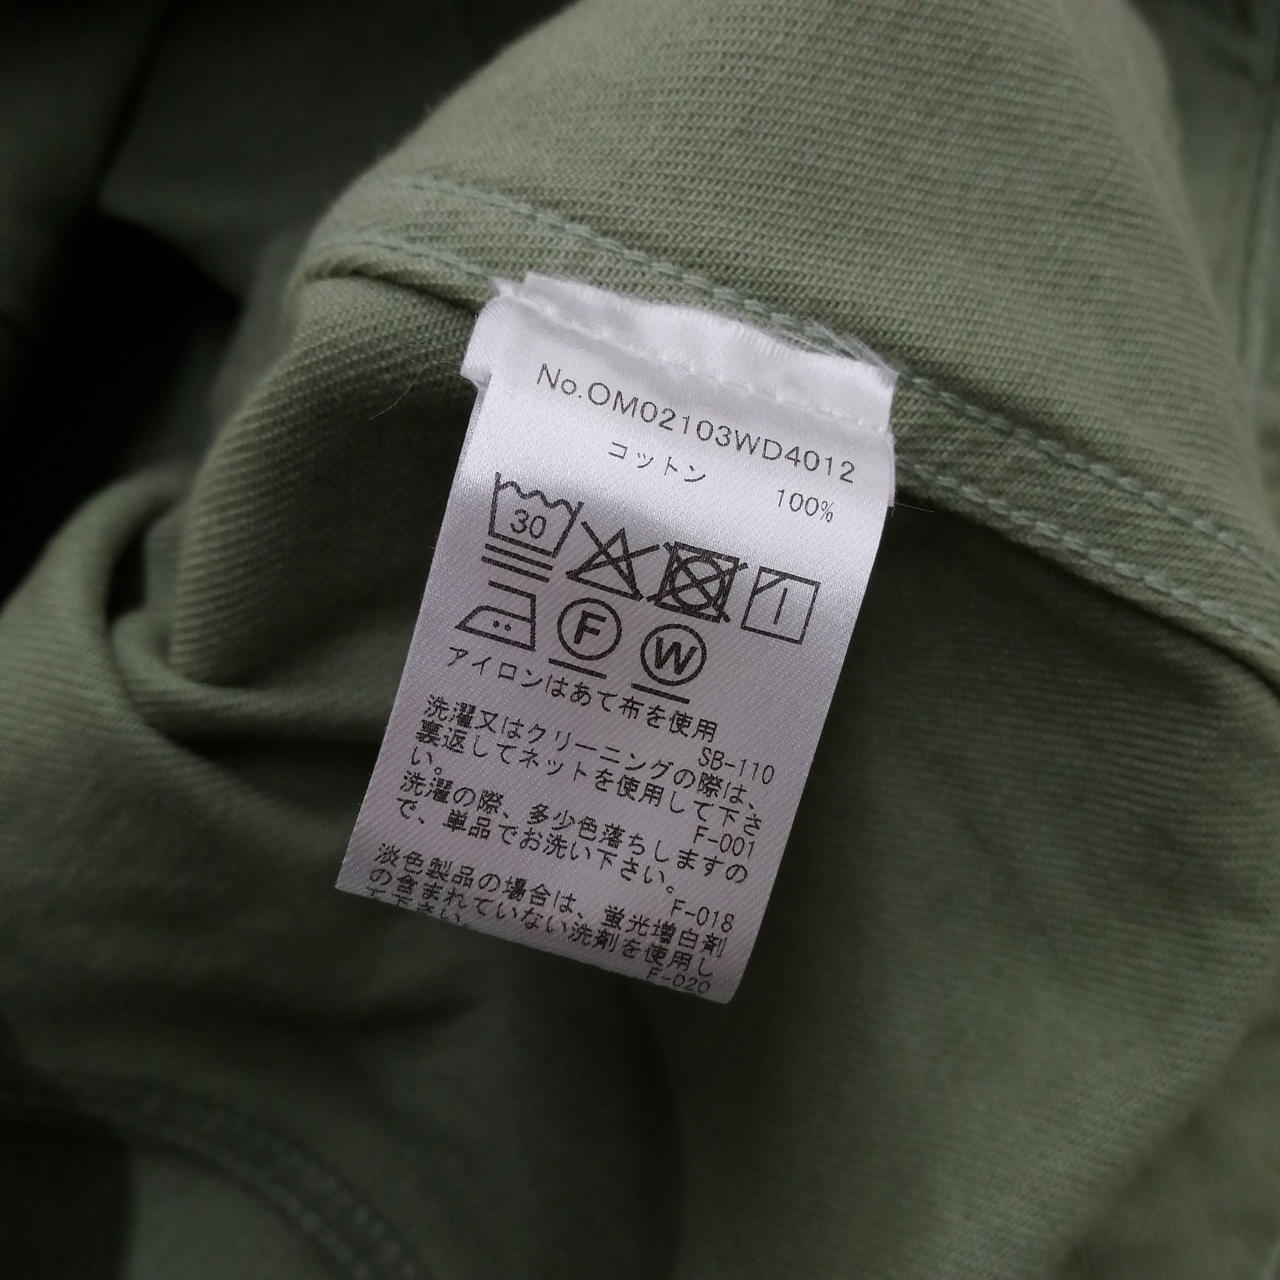 No.OM02103WD4012
コットン 100%
30
F
W
アイロンはあて布を使用
SB-110
洗濯又はクリーニングの際は、
裏返してネットを使用して下さ
い。
F-001
洗濯の際、多少色落ちしますの
で、単品でお洗い下さい。
F-018
淡色製品の場合は、蛍光増白剤
の含まれていない洗剤を使用し
て下さい
F-020